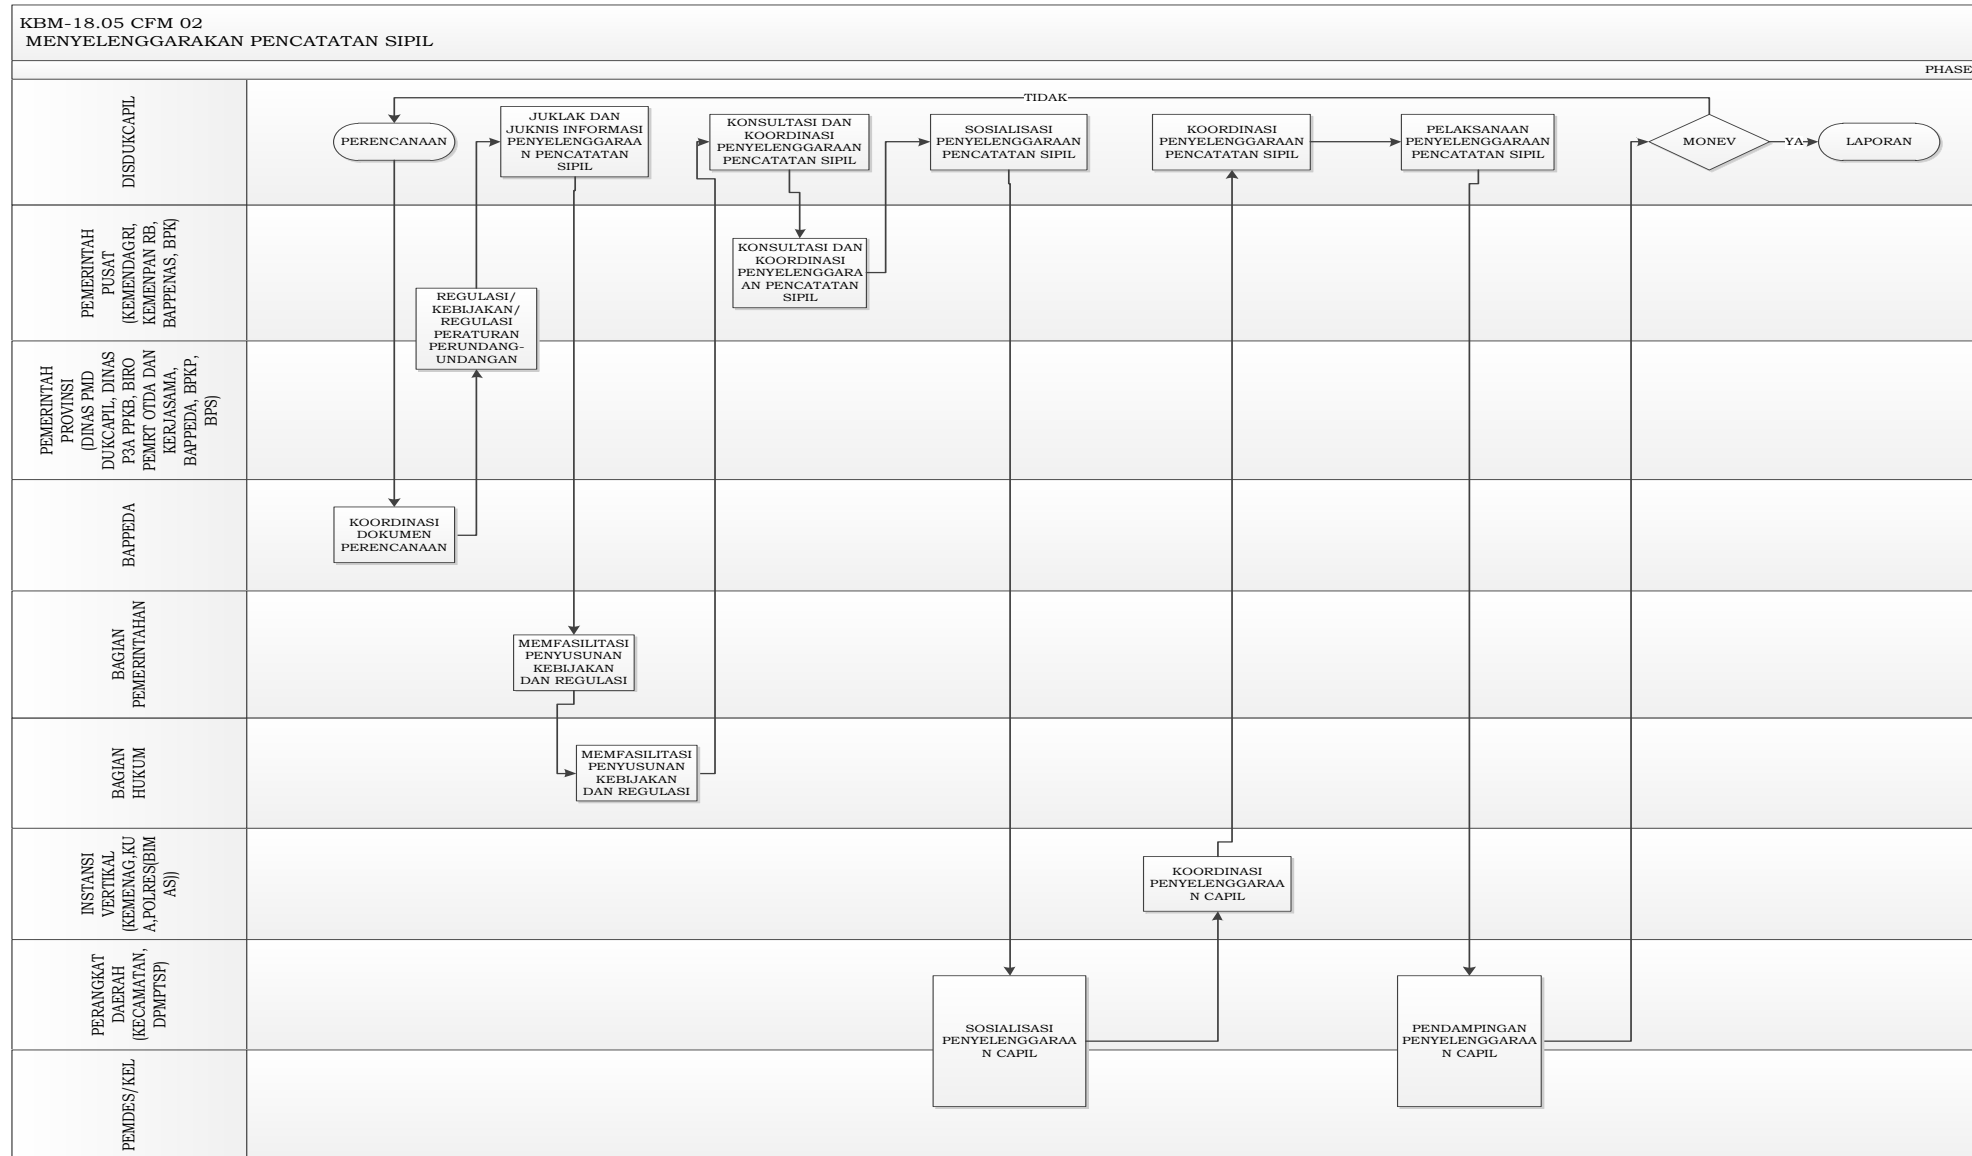 KBM-18.05 CFM 02
MENYELENGGARAKAN PENCATATAN SIPIL
PHASE
DISDUKCAPIL
TIDAK
PERENCANAAN
JUKLAK DAN
JUKNIS INFORMASI
PENYELENGGARAA
N PENCATATAN
SIPIL
KONSULTASI DAN
KOORDINASI
PENYELENGGARAAN
PENCATATAN SIPIL
SOSIALISASI
PENYELENGGARAAN
PENCATATAN SIPIL
KOORDINASI
PENYELENGGARAAN
PENCATATAN SIPIL
PELAKSANAAN
PENYELENGGARAAN
PENCATATAN SIPIL
MONEV
YA
LAPORAN
PEMERINTAH
PUSAT
(KEMENDAGRI,
KEMENPAN RB,
BAPPENAS, BPK)
KONSULTASI DAN
KOORDINASI
PENYELENGGARA
AN PENCATATAN
SIPIL
REGULASI/
KEBIJAKAN/
REGULASI
PERATURAN
PERUNDANG-
UNDANGAN
PEMERINTAH
PROVINSI
(DINAS PMD
DUKCAPIL, DINAS
P3A PPKB, BIRO
PEMRT OTDA DAN
KERJASAMA,
BAPPEDA, BPKP,
BPS)
BAPPEDA
KOORDINASI
DOKUMEN
PERENCANAAN
BAGIAN
PEMERINTAHAN
MEMFASILITASI
PENYUSUNAN
KEBIJAKAN
DAN REGULASI
BAGIAN
HUKUM
MEMFASILITASI
PENYUSUNAN
KEBIJAKAN
DAN REGULASI
INSTANSI
VERTIKAL
(KEMENAG,KU
A,POLRES(BIM
AS))
KOORDINASI
PENYELENGGARAA
N CAPIL
PERANGKAT
DAERAH
(KECAMATAN,
DPMPTSP)
SOSIALISASI
PENYELENGGARAA
N CAPIL
PENDAMPINGAN
PENYELENGGARAA
N CAPIL
PEMDES/KEL